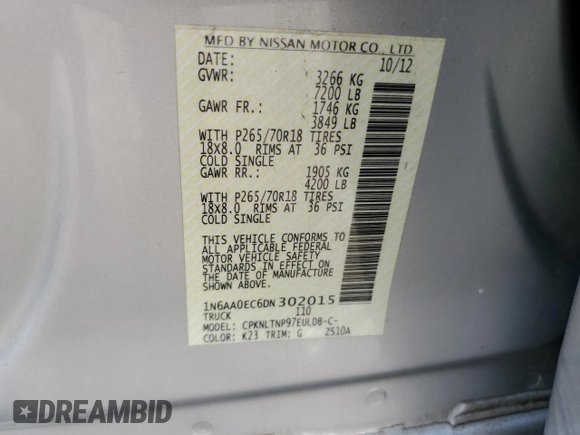 MFD BY NISSAN MOTOR CO., LTD
DATE: 10/12
GVWR: 3266 KG
7200 LB
GAWR FR.: 1746 KG
3849 LB
WITH P265/70R18 TIRES
18X8.0 RIMS AT 36 PSI
COLD SINGLE
GAWR RR.: 1905 KG
4200 LB
WITH P265/70R18 TIRES
18X8.0 RIMS AT 36 PSI
COLD SINGLE
THIS VEHICLE CONFORMS TO
ALL APPLICABLE FEDERAL
MOTOR VEHICLE SAFETY
STANDARDS IN EFFECT ON
THE DATE OF MANUFACTURE
1N6AA0EC6DN302015
TRUCK 110
MODEL: CPKNLTNP97EULDB-C-
COLOR: K23 TRIM: G 2510A
DREAMBID